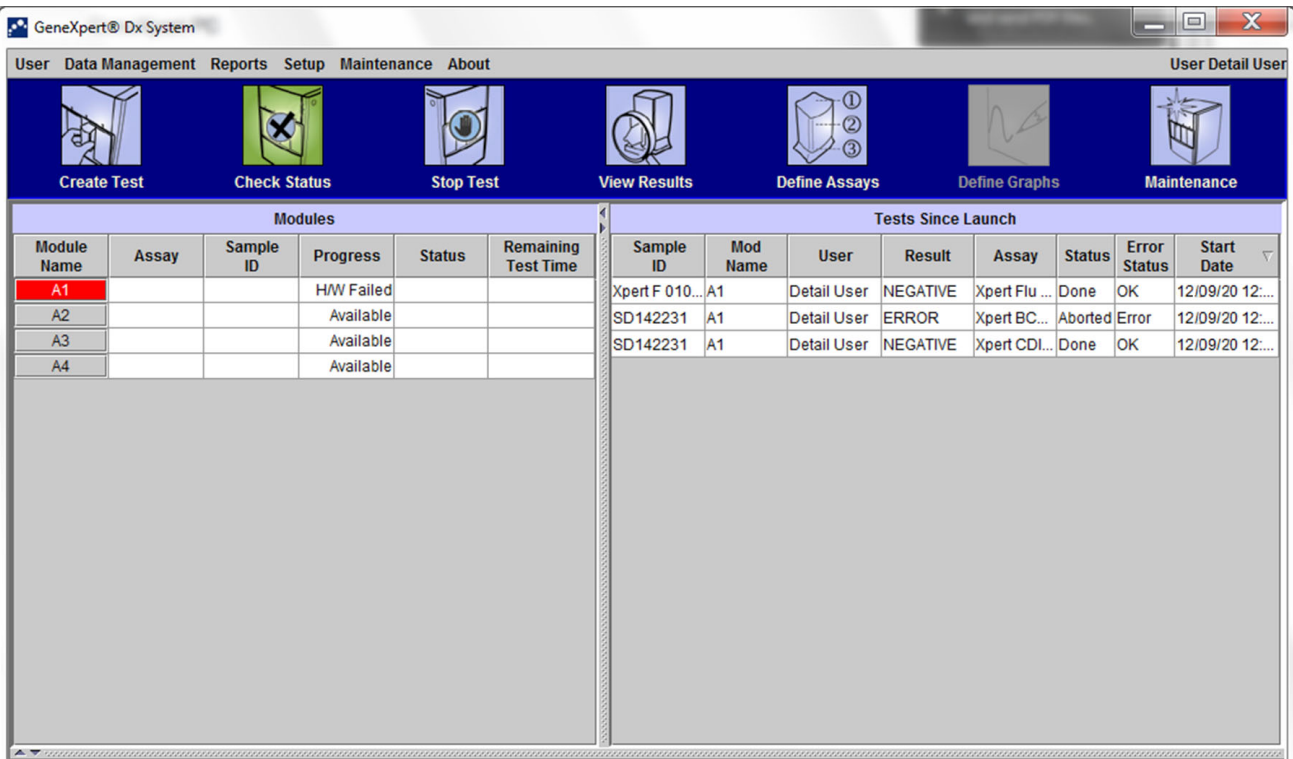 GeneXpert® Dx System
User Data Management Reports Setup Maintenance About User Detail User
Create Test Check Status Stop Test View Results Define Assays Define Graphs Maintenance
Modules
Module Name Assay Sample ID Progress Status Remaining Test Time
A1 H/W Failed
A2 Available
A3 Available
A4 Available
Tests Since Launch
Sample ID Mod Name User Result Assay Status Error Status Start Date
Xpert F 010... A1 Detail User NEGATIVE Xpert Flu ... Done OK 12/09/20 12:...
SD142231 A1 Detail User ERROR Xpert BC... Aborted Error 12/09/20 12:...
SD142231 A1 Detail User NEGATIVE Xpert CDI... Done OK 12/09/20 12:...